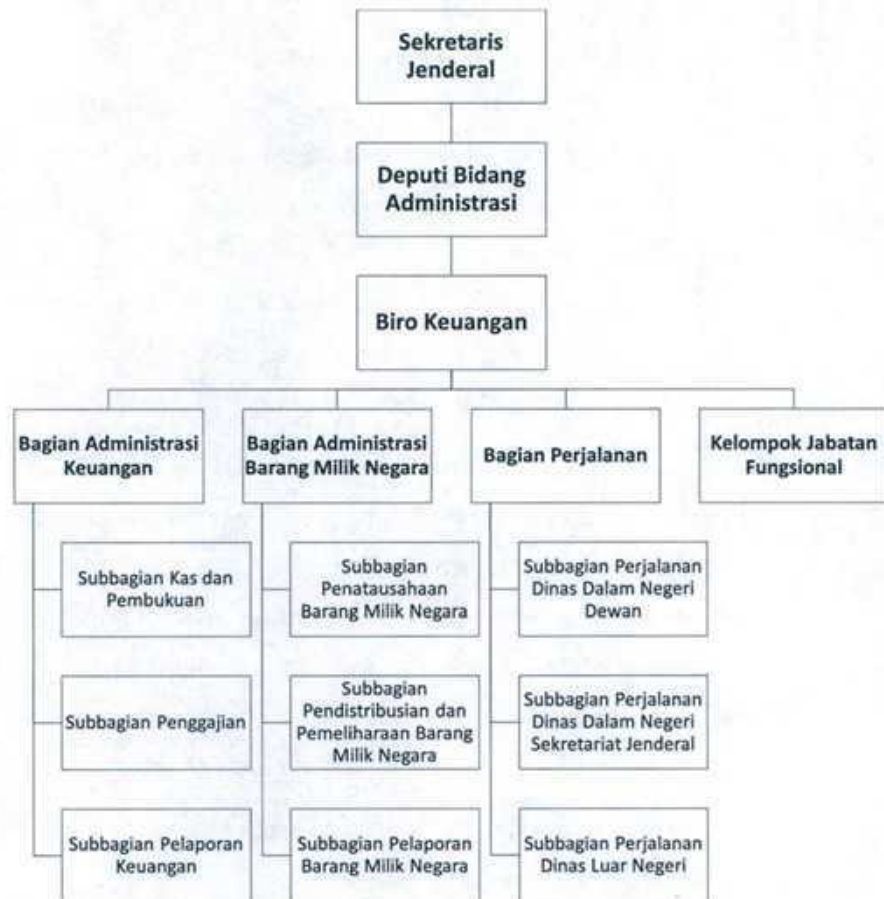 Sekretaris
Jenderal
Deputi Bidang
Administrasi
Biro Keuangan
Bagian Administrasi
Keuangan
Bagian Administrasi
Barang Milik Negara
Bagian Perjalanan
Kelompok Jabatan
Fungsional
Subbagian Kas dan
Pembukuan
Subbagian
Penatausahaan
Barang Milik Negara
Subbagian Perjalanan
Dinas Dalam Negeri
Dewan
Subbagian Penggajian
Subbagian
Pendistribusian dan
Pemeliharaan Barang
Milik Negara
Subbagian Perjalanan
Dinas Dalam Negeri
Sekretariat Jenderal
Subbagian Pelaporan
Keuangan
Subbagian Pelaporan
Barang Milik Negara
Subbagian Perjalanan
Dinas Luar Negeri